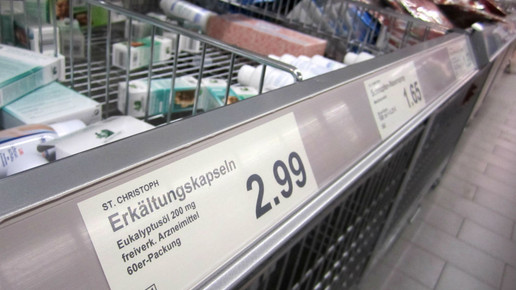 ST. CHRISTOPH
Erkältungskapseln
Eukalyptusöl 200 mg
freiverk. Arzneimittel
60er-Packung
2.99
1.65